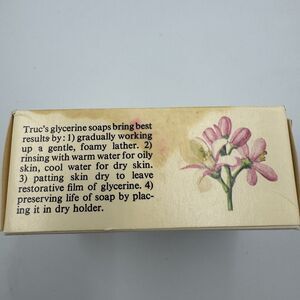 Truc's glycerine soaps bring best
results by: 1) gradually working
up a gentle, foamy lather. 2)
rinsing with warm water for oily
skin, cool water for dry skin.
3) patting skin dry to leave
restorative film of glycerine. 4)
preserving life of soap by plac-
ing it in dry holder.